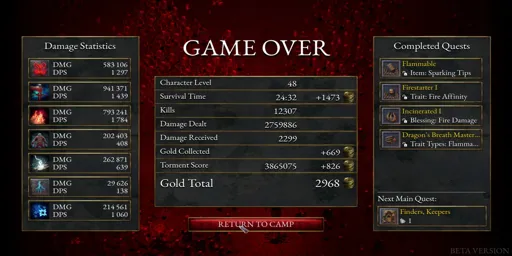 Damage Statistics
DMG 583 106
DPS 1 297
DMG 941 371
DPS 1 439
DMG 793 241
DPS 1 784
DMG 202 403
DPS 408
DMG 262 871
DPS 639
DMG 29 626
DPS 138
DMG 214 561
DPS 1 060
GAME OVER
Character Level 48
Survival Time 24:32 +1473
Kills 12307
Damage Dealt 2759886
Damage Received 2299
Gold Collected +669
Torment Score 3865075 +826
Gold Total 2968
RETURN TO CAMP
Completed Quests
Flammable
Item: Sparking Tips
Firestarter I
Trait: Fire Affinity
Incinerated I
Blessing: Fire Damage
Dragon's Breath Master...
Trait Types: Flamma...
Next Main Quest:
Finders, Keepers
1
BETA VERSION